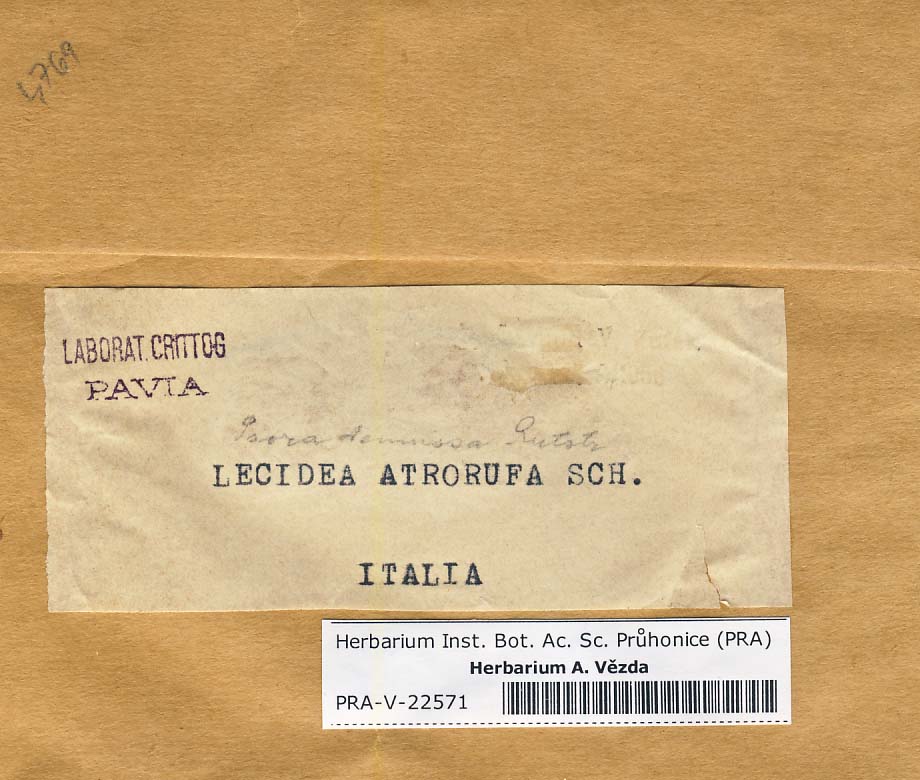 LABORAT. CRITTOG
PAVIA
Psora demissa Rutstr
LECIDEA ATRORUFA SCH.
ITALIA
Herbarium Inst. Bot. Ac. Sc. Průhonice (PRA)
Herbarium A. Vězda
PRA-V-22571